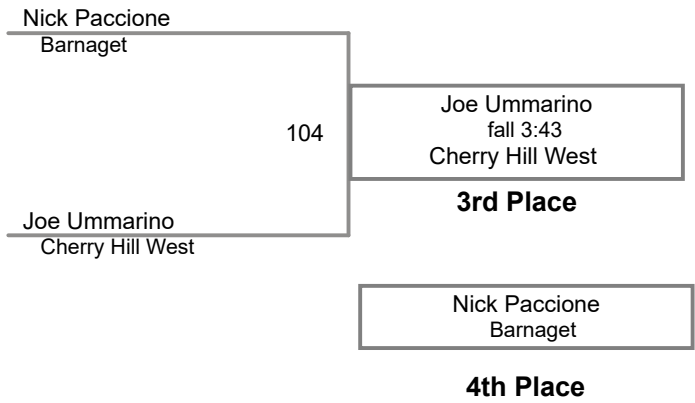 Nick Paccione
Barnaget
104
Joe Ummarino
fall 3:43
Cherry Hill West
3rd Place
Joe Ummarino
Cherry Hill West
Nick Paccione
Barnaget
4th Place